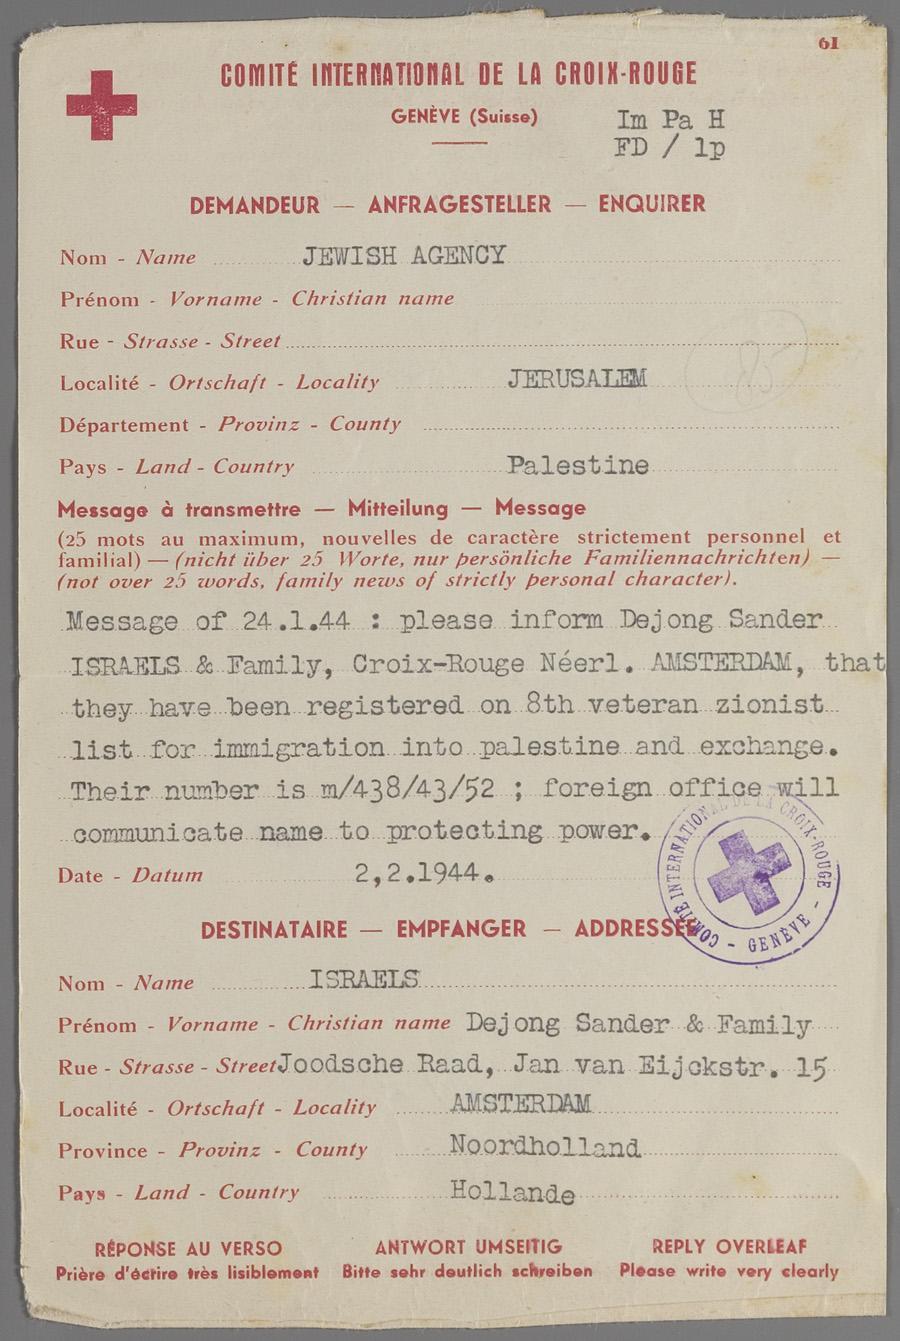 61
COMITÉ INTERNATIONAL DE LA CROIX-ROUGE
GENÈVE (Suisse)
Im Pa H
FD / lp
DEMANDEUR — ANFRAGESTELLER — ENQUIRER
Nom - Name JEWISH AGENCY
Prénom - Vorname - Christian name
Rue - Strasse - Street
Localité - Ortschaft - Locality JERUSALEM
Département - Provinz - County
Pays - Land - Country Palestine
Message à transmettre — Mitteilung — Message
(25 mots au maximum, nouvelles de caractère strictement personnel et
familial) — (nicht über 25 Worte, nur persönliche Familiennachrichten) —
(not over 25 words, family news of strictly personal character).
Message of 24.1.44 : please inform Dejong Sander
ISRAELS & Family, Croix-Rouge Néerl. AMSTERDAM, that
they have been registered on 8th veteran zionist
list for immigration into palestine and exchange.
Their number is m/438/43/52 ; foreign office will
communicate name to protecting power.
Date - Datum 2,2.1944.
COMITÉ INTERNATIONAL DE LA CROIX-ROUGE - GENÈVE -
DESTINATAIRE — EMPFANGER — ADDRESSEE
Nom - Name ISRAELS
Prénom - Vorname - Christian name Dejong Sander & Family
Rue - Strasse - Street Joodsche Raad, Jan van Eijckstr. 15
Localité - Ortschaft - Locality AMSTERDAM
Province - Provinz - County Noordholland
Pays - Land - Country Hollande
RÉPONSE AU VERSO ANTWORT UMSEITIG REPLY OVERLEAF
Prière d'écrire très lisiblement Bitte sehr deutlich schreiben Please write very clearly